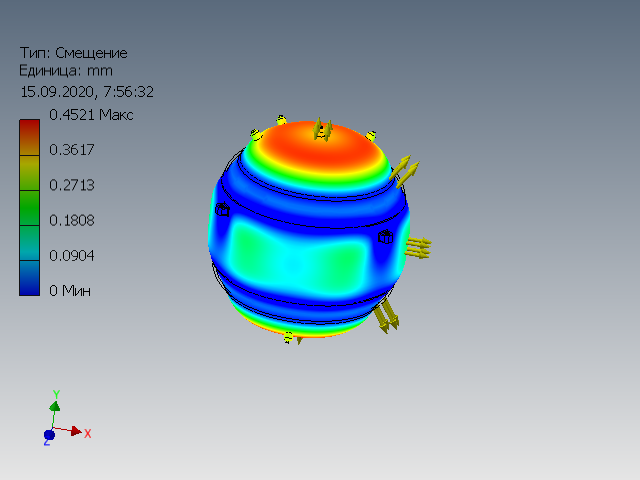 Тип: Смещение
Единица: mm
15.09.2020, 7:56:32
0.4521 Макс
0.3617
0.2713
0.1808
0.0904
0 Мин
Y
X
Z